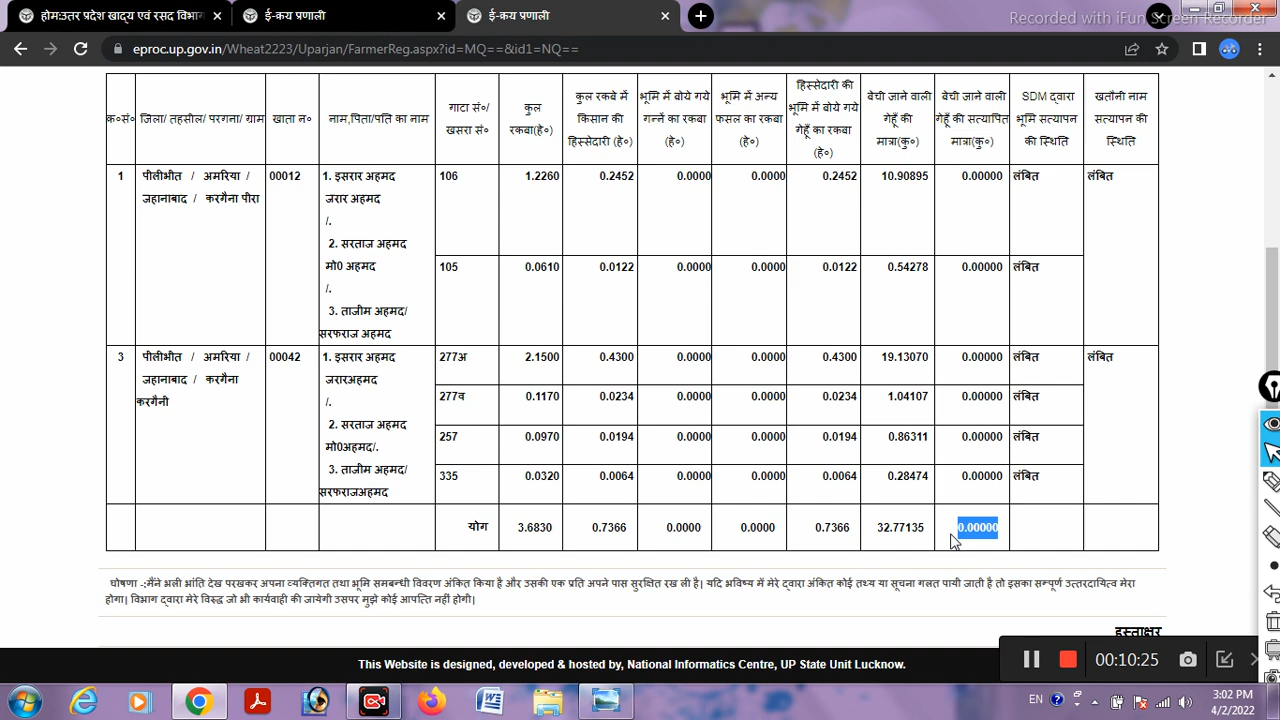 होम:उतर प्रदेश खाद्य एवं रसद विभाग
ई-क्रय प्रणाली
ई-क्रय प्रणाली
Recorded with iFun Screen Recorder
eproc.up.gov.in/Wheat2223/Uparjan/FarmerReg.aspx?id=MQ==&id1=NQ==
क०सं० जिला/ तहसील/ परगना/ ग्राम खाता न० नाम,पिता/पति का नाम गाटा सं०/ खसरा सं० कुल रकबा(हे०) कुल रकबे में किसान की हिस्सेदारी (हे०) भूमि में बोये गये गन्नें का रकबा (हे०) भूमि में अन्य फसल का रकबा (हे०) हिस्सेदारी की भूमि में बोये गये गेहूँ का रकबा (हे०) बेची जाने वाली गेहूँ की मात्रा(कु०) बेची जाने वाली गेहूँ की सत्यापित मात्रा(कु०) SDM द्वारा भूमि सत्यापन की स्थिति खतौनी नाम सत्यापन की स्थिति
1 पीलीभीत / अमरिया / 00012 1. इसरार अहमद 106 1.2260 0.2452 0.0000 0.0000 0.2452 10.90895 0.00000 लंबित लंबित
जहानाबाद / करगैना पीरा जरार अहमद
/.
2. सरताज अहमद
मो0 अहमद 105 0.0610 0.0122 0.0000 0.0000 0.0122 0.54278 0.00000 लंबित
/.
3. ताजीम अहमद/
सरफराज अहमद
3 पीलीभीत / अमरिया / 00042 1. इसरार अहमद 277अ 2.1500 0.4300 0.0000 0.0000 0.4300 19.13070 0.00000 लंबित लंबित
जहानाबाद / करगैना जरारअहमद
करगैनी /. 277व 0.1170 0.0234 0.0000 0.0000 0.0234 1.04107 0.00000 लंबित
2. सरताज अहमद 257 0.0970 0.0194 0.0000 0.0000 0.0194 0.86311 0.00000 लंबित
मो0अहमद/.
3. ताजीम अहमद/ 335 0.0320 0.0064 0.0000 0.0000 0.0064 0.28474 0.00000 लंबित
सरफराजअहमद
योग 3.6830 0.7366 0.0000 0.0000 0.7366 32.77135 0.00000
घोषणा -:मैंने भली भांति देख परखकर अपना व्यक्तिगत तथा भूमि सम्बन्धी विवरण अंकित किया है और उसकी एक प्रति अपने पास सुरक्षित रख ली है| यदि भविष्य में मेरे द्वारा अंकित कोई तथ्य या सूचना गलत पायी जाती है तो इसका सम्पूर्ण उत्तरदायित्व मेरा
होगा| विभाग द्वारा मेरे विरुद्ध जो भी कार्यवाही की जायेगी उसपर मुझे कोई आपत्ति नहीं होगी|
हस्ताक्षर
This Website is designed, developed & hosted by, National Informatics Centre, UP State Unit Lucknow.
00:10:25
EN
3:02 PM
4/2/2022